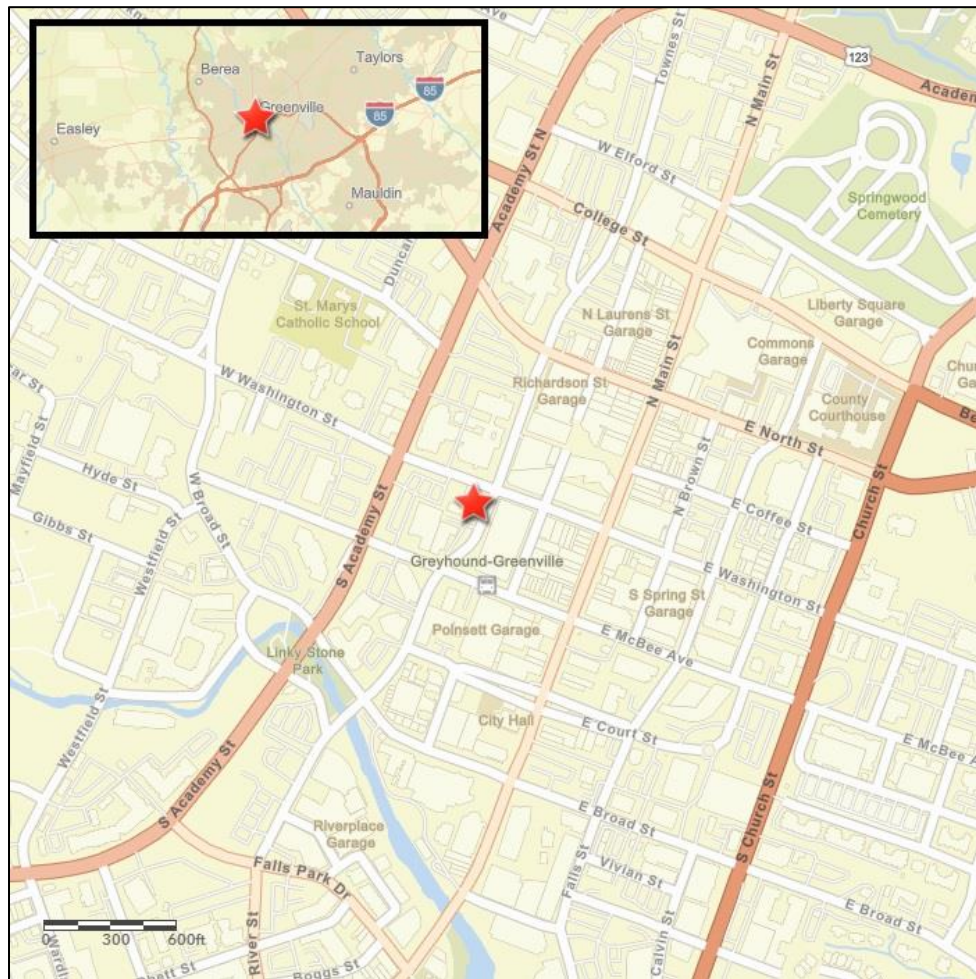 Berea
Taylors
Greenville
85
85
Easley
Mauldin
Townes St
N Main St
123
Academy St N
W Elford St
College St
Springwood
Cemetery
St. Marys
Catholic School
N Laurens St
Garage
Liberty Square
Garage
Commons
Garage
W Washington St
Richardson St
Garage
N Main St
County
Courthouse
E North St
Mayfield St
Hyde St
W Broad St
N Brown St
E Coffee St
Church St
Gibbs St
Westfield St
S Academy St
Greyhound-Greenville
E Washington St
S Spring St
Garage
Poinsett Garage
E McBee Ave
Linky Stone
Park
City Hall
E Court St
Westfield St
S Academy St
E Broad St
S Church St
Riverplace
Garage
Falls Park Dr
Falls St
Vivian St
E Broad St
River St
Calvin St
Boggs St
0 300 600ft